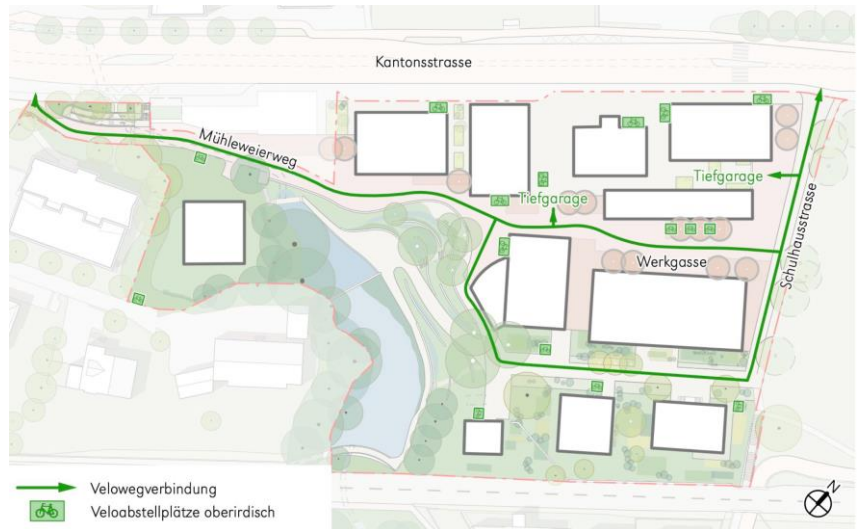 Kantonsstrasse
Mühleweierweg
Tiefgarage
Tiefgarage
Schulhausstrasse
Werkgasse
N
Velowegverbindung
Veloabstellplätze oberirdisch